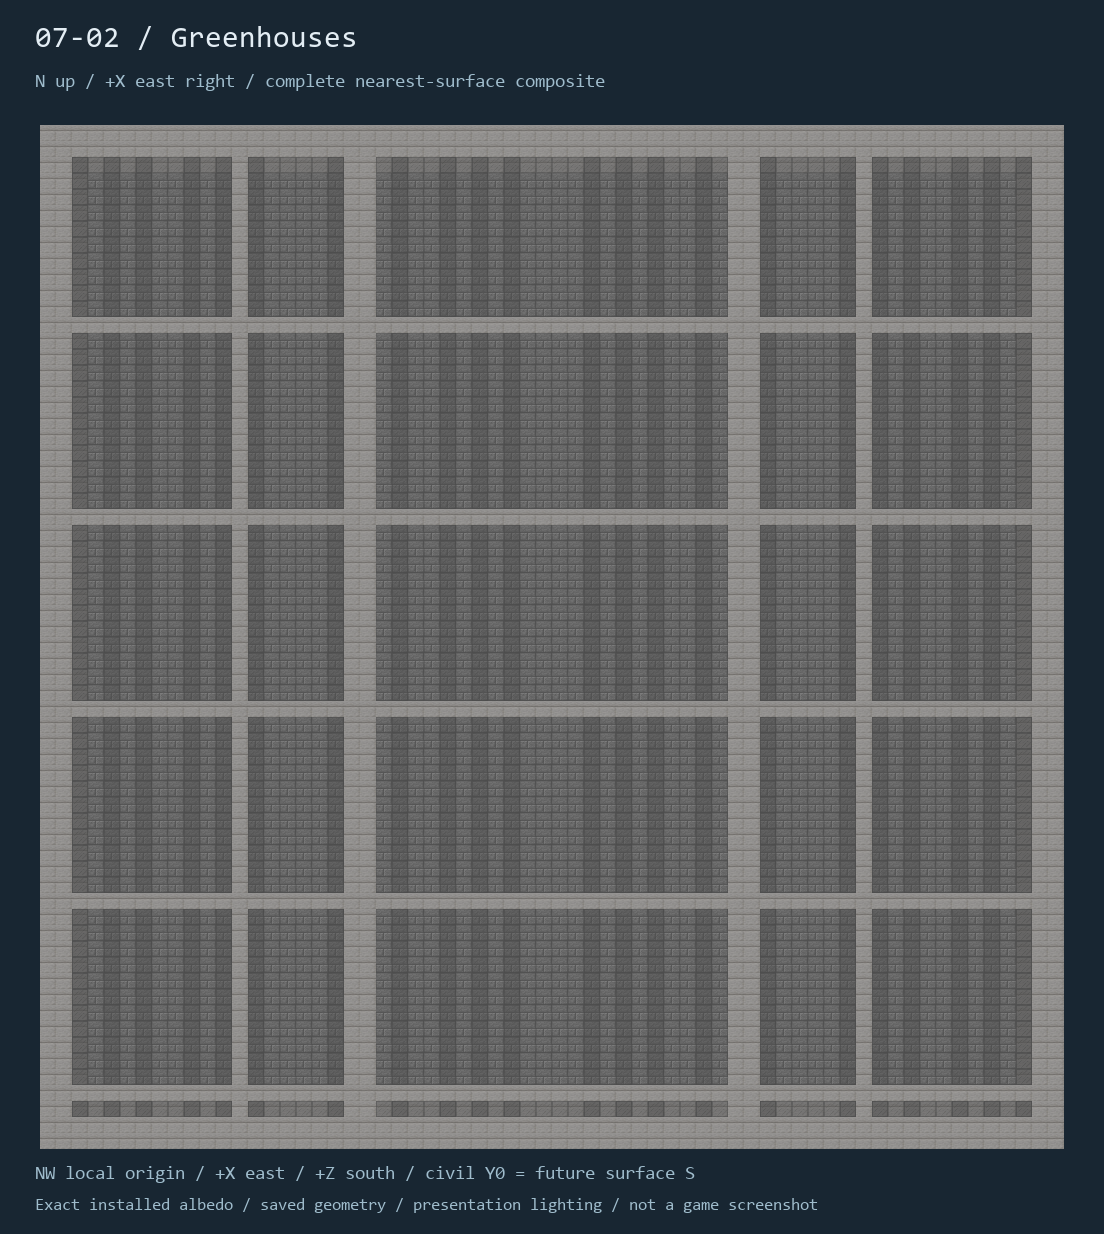 07-02 / Greenhouses
N up / +X east right / complete nearest-surface composite
NW local origin / +X east / +Z south / civil Y0 = future surface S
Exact installed albedo / saved geometry / presentation lighting / not a game screenshot